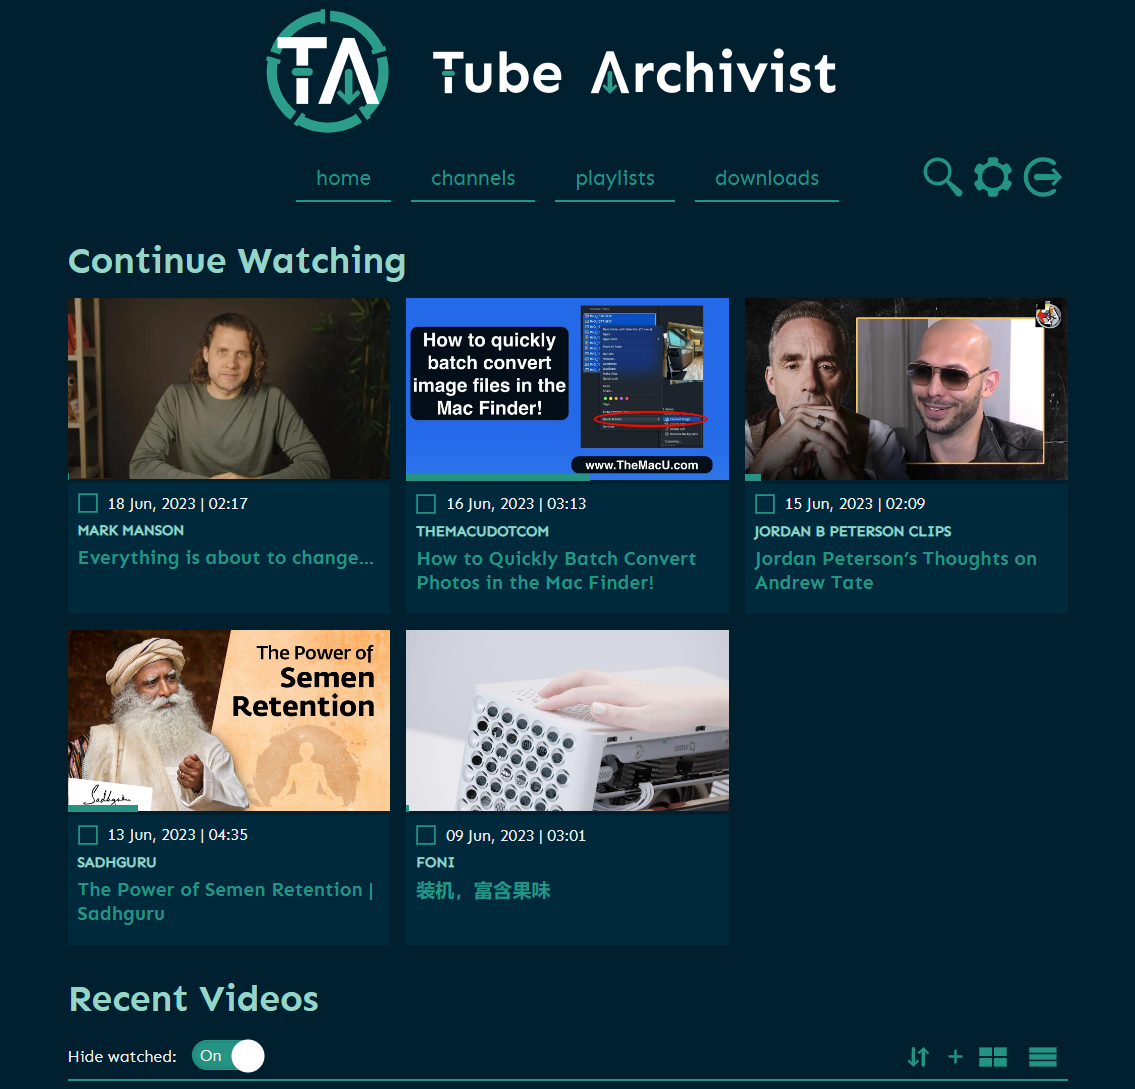 TA Tube Archivist
home channels playlists downloads
Continue Watching
How to quickly
batch convert
image files in the
Mac Finder!
www.TheMacU.com
18 Jun, 2023 | 02:17
MARK MANSON
Everything is about to change...
16 Jun, 2023 | 03:13
THEMACUDOTCOM
How to Quickly Batch Convert
Photos in the Mac Finder!
15 Jun, 2023 | 02:09
JORDAN B PETERSON CLIPS
Jordan Peterson’s Thoughts on
Andrew Tate
The Power of
Semen
Retention
Sadhguru
13 Jun, 2023 | 04:35
SADHGURU
The Power of Semen Retention |
Sadhguru
09 Jun, 2023 | 03:01
FONI
装机，富含果味
Recent Videos
Hide watched: On